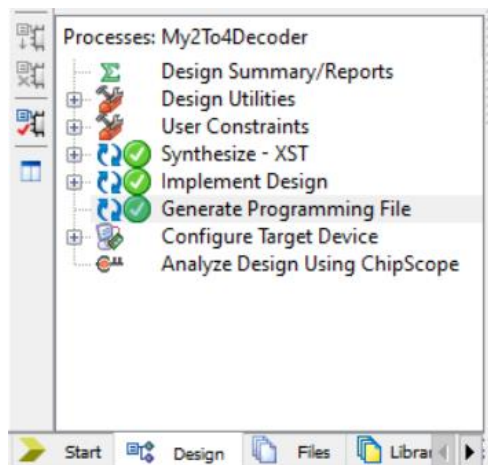 Processes: My2To4Decoder
Design Summary/Reports
Design Utilities
User Constraints
Synthesize - XST
Implement Design
Generate Programming File
Configure Target Device
Analyze Design Using ChipScope
Start Design Files Librar